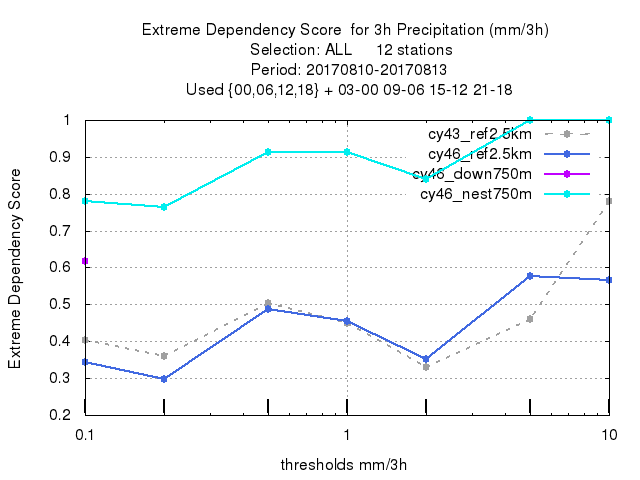 Extreme Dependency Score  for 3h Precipitation (mm/3h)
Selection: ALL     12 stations
Period: 20170810-20170813
Used {00,06,12,18} + 03-00 09-06 15-12 21-18
Extreme Dependency Score
1
0.9
0.8
0.7
0.6
0.5
0.4
0.3
0.2
cy43_ref2.5km
cy46_ref2.5km
cy46_down750m
cy46_nest750m
0.1 1 10
thresholds mm/3h